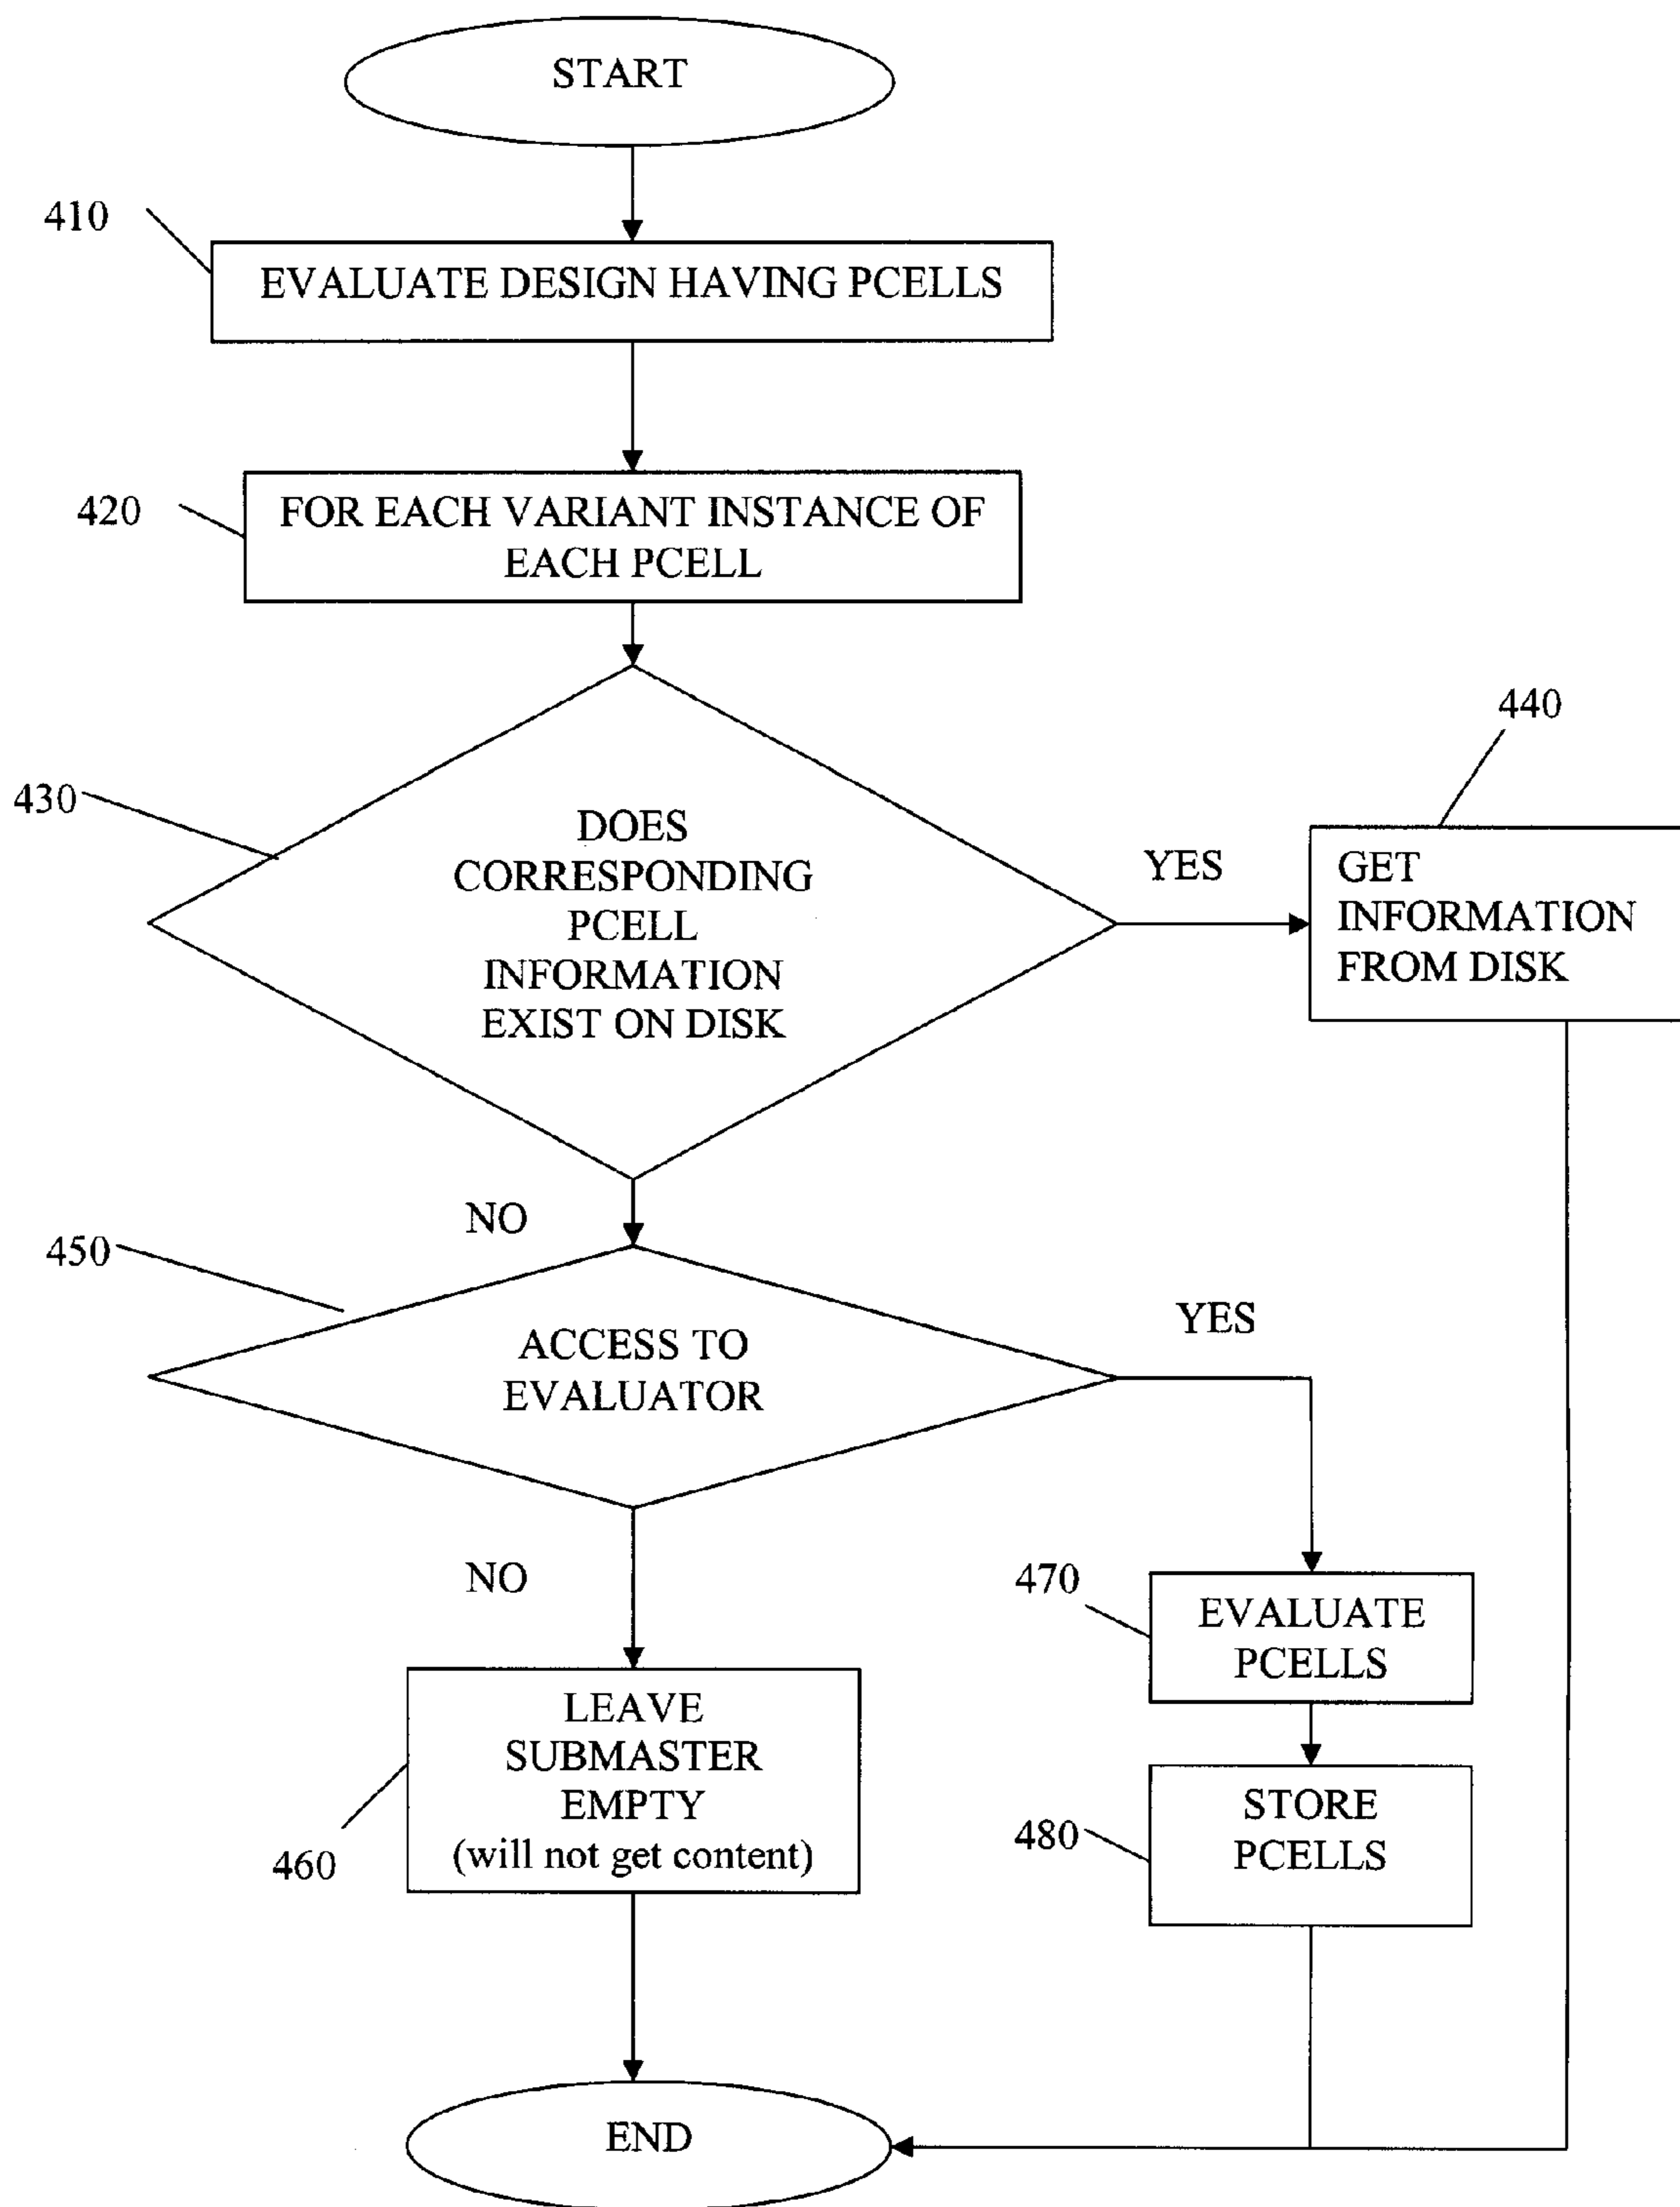 START
410
EVALUATE DESIGN HAVING PCELLS
420
FOR EACH VARIANT INSTANCE OF
EACH PCELL
430
DOES
CORRESPONDING
PCELL
INFORMATION
EXIST ON DISK
YES
440
GET
INFORMATION
FROM DISK
NO
450
ACCESS TO
EVALUATOR
YES
NO
470
EVALUATE
PCELLS
460
LEAVE
SUBMASTER
EMPTY
(will not get content)
480
STORE
PCELLS
END